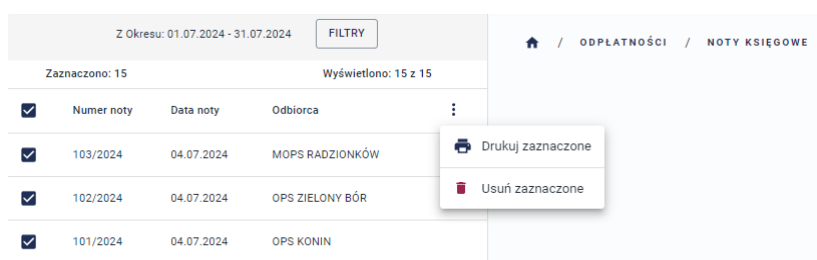 Z Okresu: 01.07.2024 - 31.07.2024 FILTRY
/ ODPŁATNOŚCI / NOTY KSIĘGOWE
Zaznaczono: 15 Wyświetlono: 15 z 15
Numer noty Data noty Odbiorca
103/2024 04.07.2024 MOPS RADZIONKÓW
102/2024 04.07.2024 OPS ZIELONY BÓR
101/2024 04.07.2024 OPS KONIN
Drukuj zaznaczone
Usuń zaznaczone